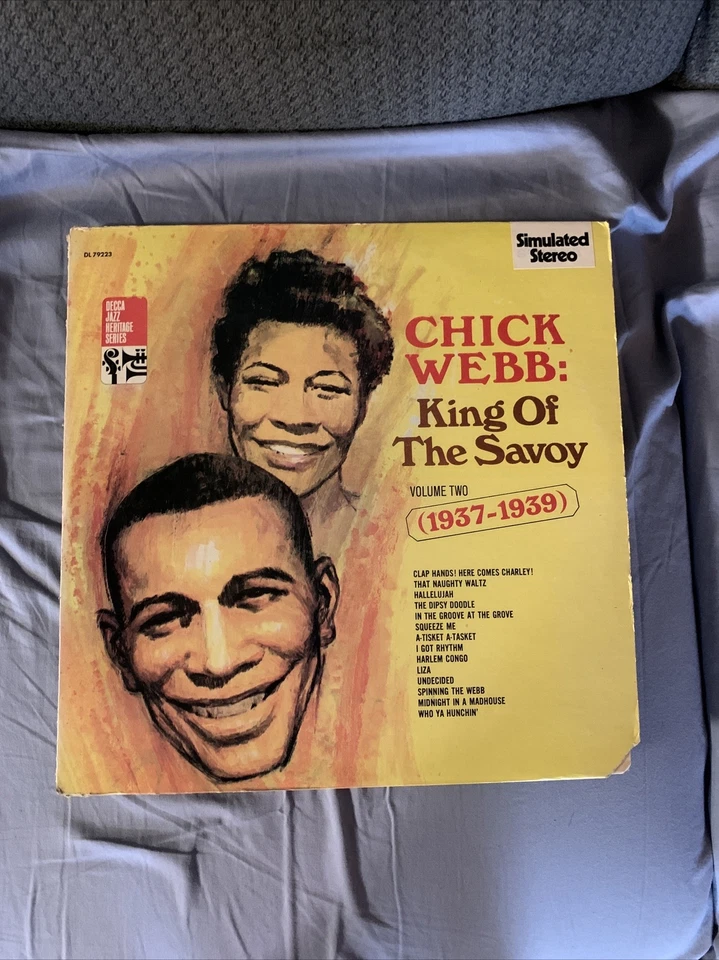 DL 79223
Simulated
Stereo
DECCA
JAZZ
HERITAGE
SERIES
CHICK
WEBB:
King Of
The Savoy
VOLUME TWO
(1937-1939)
CLAP HANDS! HERE COMES CHARLEY!
THAT NAUGHTY WALTZ
HALLELUJAH
THE DIPSY DOODLE
IN THE GROOVE AT THE GROVE
SQUEEZE ME
A-TISKET A-TASKET
I GOT RHYTHM
HARLEM CONGO
LIZA
UNDECIDED
SPINNING THE WEBB
MIDNIGHT IN A MADHOUSE
WHO YA HUNCHIN'